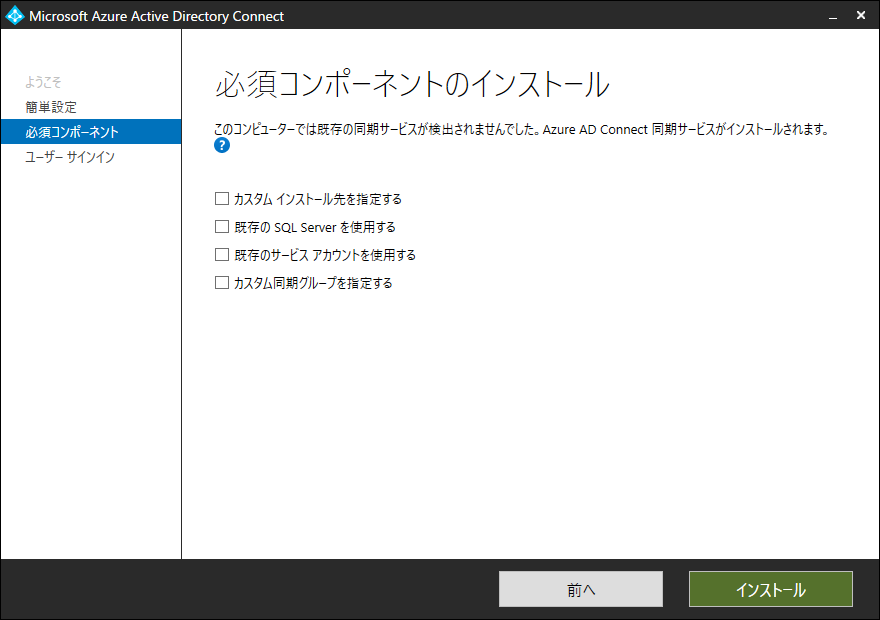 Microsoft Azure Active Directory Connect
ようこそ
簡単設定
必須コンポーネント
ユーザー サインイン
必須コンポーネントのインストール
このコンピューターでは既存の同期サービスが検出されませんでした。Azure AD Connect 同期サービスがインストールされます。
?
カスタム インストール先を指定する
既存の SQL Server を使用する
既存のサービス アカウントを使用する
カスタム同期グループを指定する
前へ
インストール